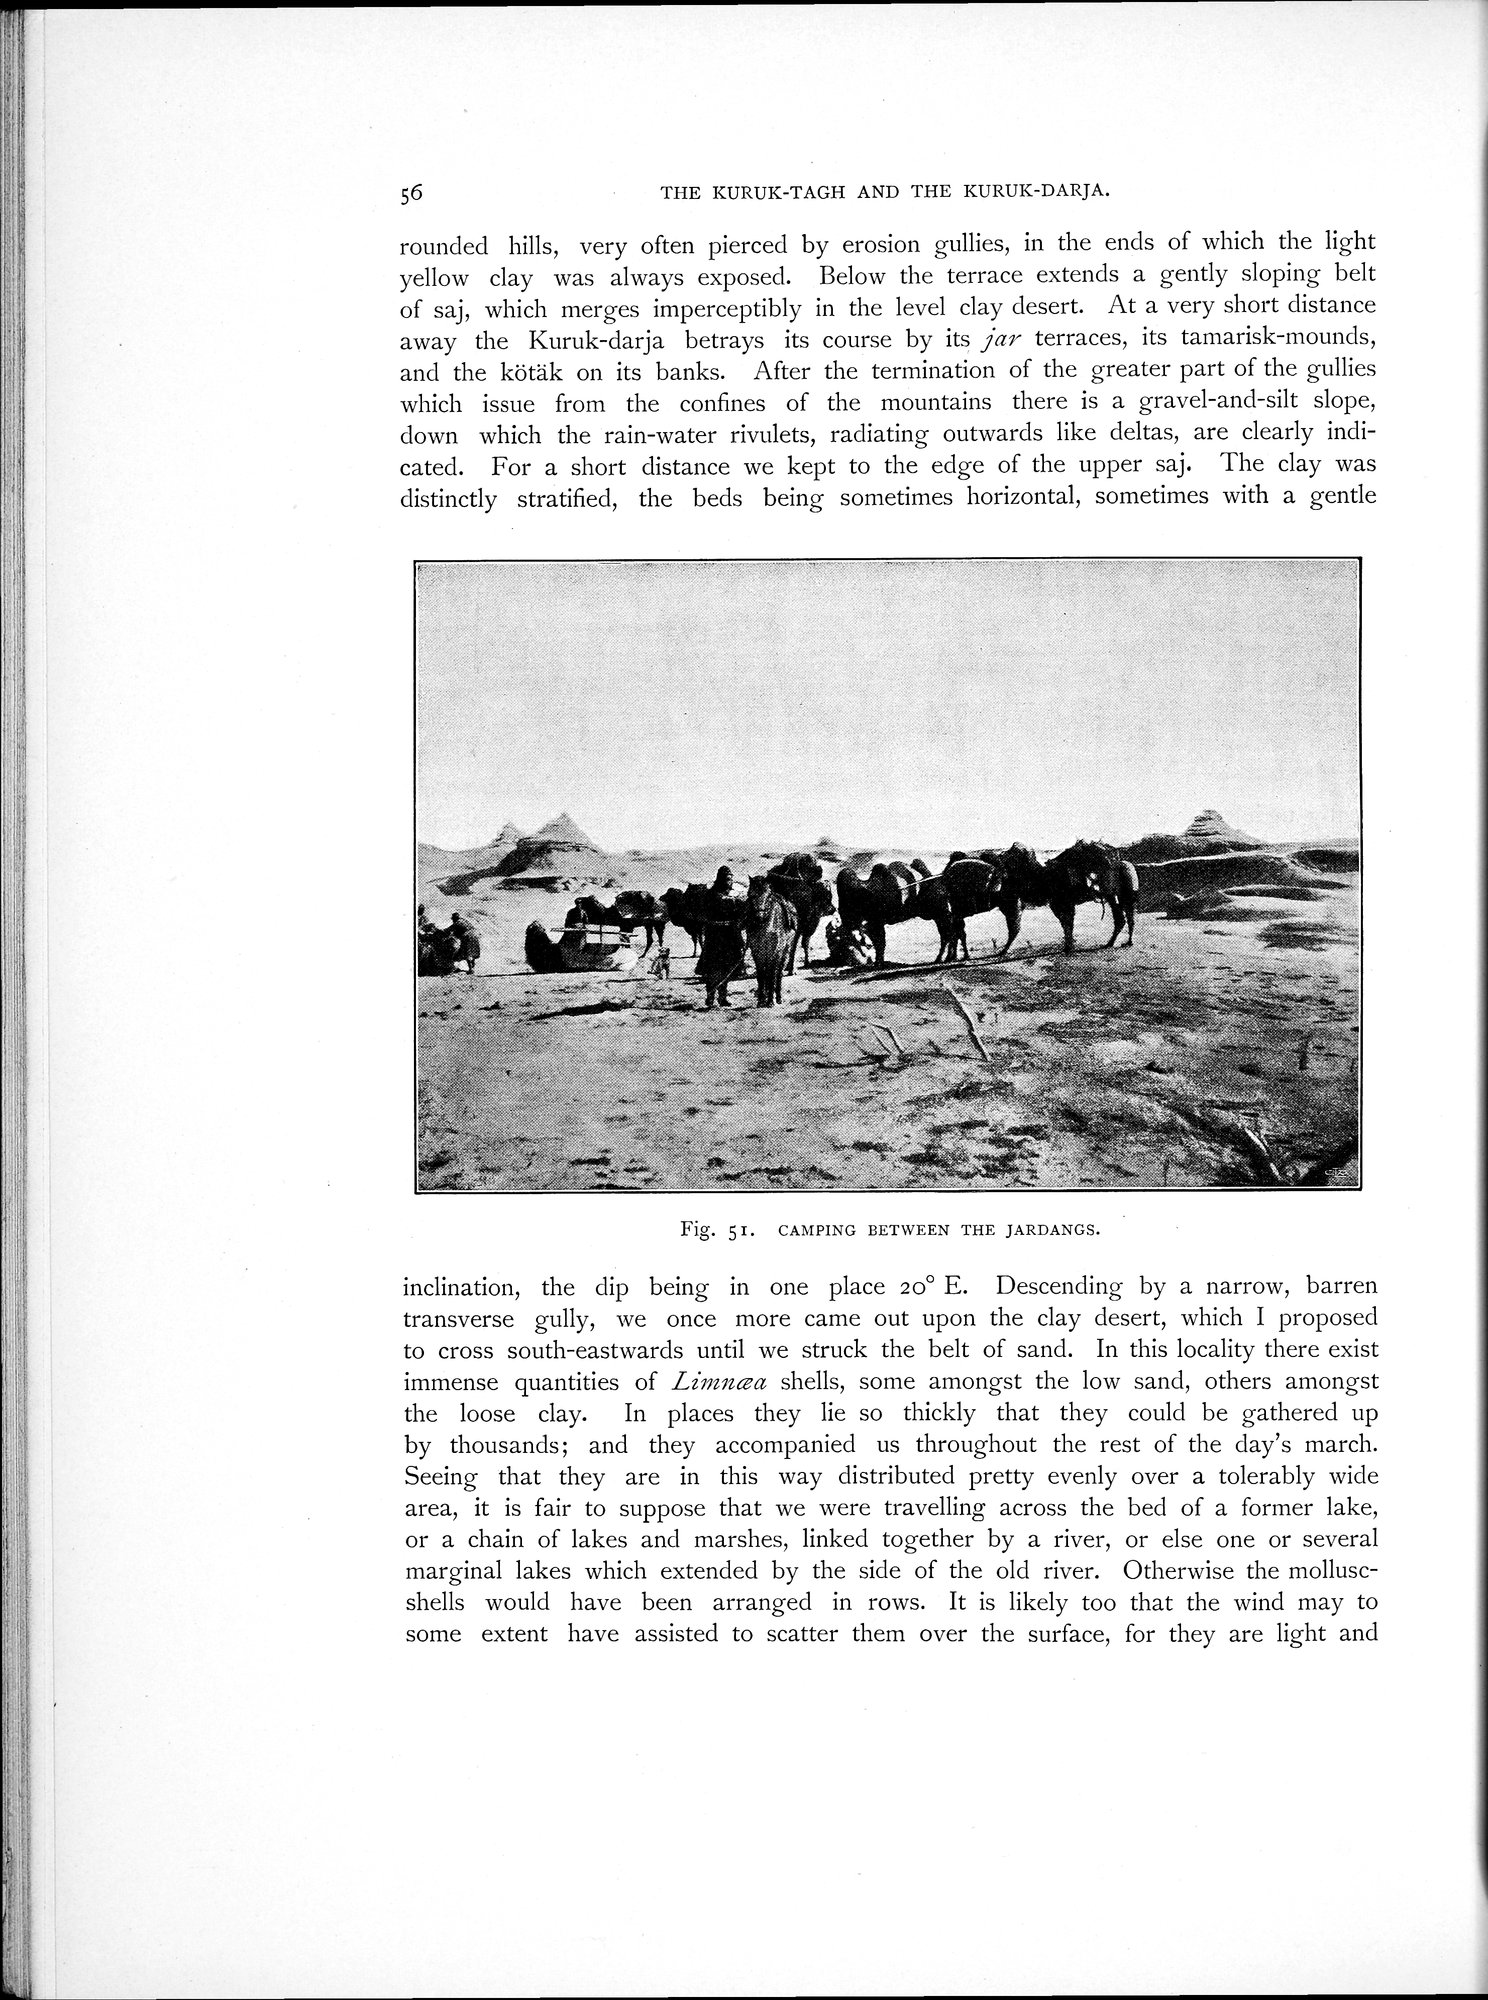 56
THE KURUK-TAGH AND THE KURUK-DARJA.
rounded hills, very often pierced by erosion gullies, in the ends of which the light
yellow clay was always exposed. Below the terrace extends a gently sloping belt
of saj, which merges imperceptibly in the level clay desert. At a very short distance
away the Kuruk-darja betrays its course by its jar terraces, its tamarisk-mounds,
and the kötäk on its banks. After the termination of the greater part of the gullies
which issue from the confines of the mountains there is a gravel-and-silt slope,
down which the rain-water rivulets, radiating outwards like deltas, are clearly indi-
cated. For a short distance we kept to the edge of the upper saj. The clay was
distinctly stratified, the beds being sometimes horizontal, sometimes with a gentle
Fig. 51. CAMPING BETWEEN THE JARDANGS.
inclination, the dip being in one place 20° E. Descending by a narrow, barren
transverse gully, we once more came out upon the clay desert, which I proposed
to cross south-eastwards until we struck the belt of sand. In this locality there exist
immense quantities of Limnœa shells, some amongst the low sand, others amongst
the loose clay. In places they lie so thickly that they could be gathered up
by thousands; and they accompanied us throughout the rest of the day's march.
Seeing that they are in this way distributed pretty evenly over a tolerably wide
area, it is fair to suppose that we were travelling across the bed of a former lake,
or a chain of lakes and marshes, linked together by a river, or else one or several
marginal lakes which extended by the side of the old river. Otherwise the mollusc-
shells would have been arranged in rows. It is likely too that the wind may to
some extent have assisted to scatter them over the surface, for they are light and